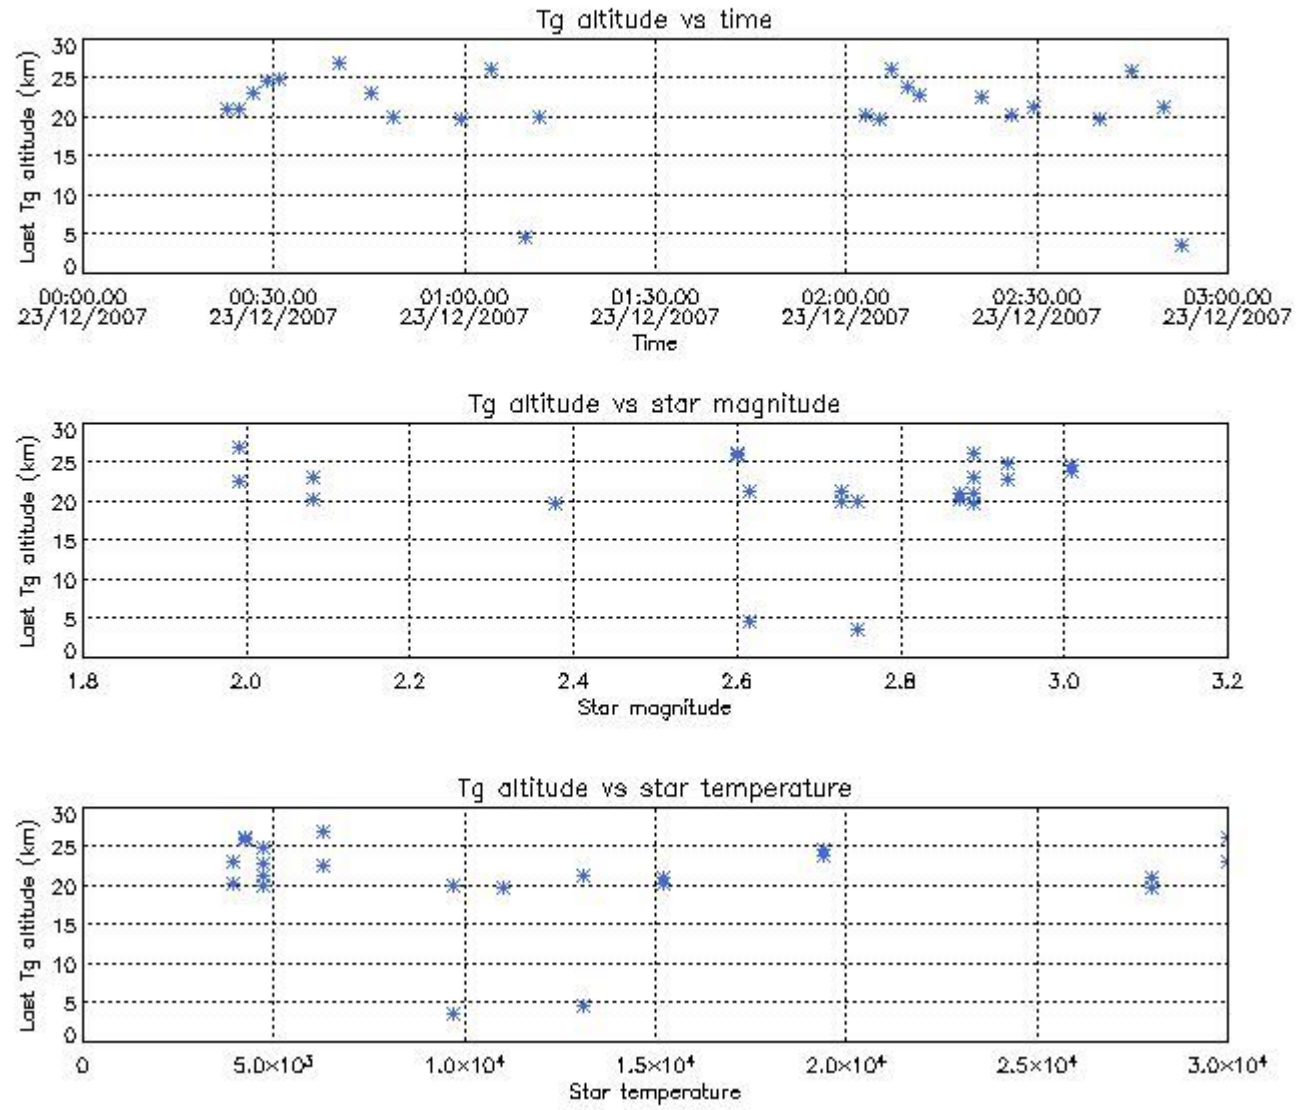 Tg altitude vs time
30
25
20
15
10
5
0
Last Tg altitude (km)
00:00.00 00:30.00 01:00.00 01:30.00 02:00.00 02:30.00 03:00.00
23/12/2007 23/12/2007 23/12/2007 23/12/2007 23/12/2007 23/12/2007 23/12/2007
Time
Tg altitude vs star magnitude
30
25
20
15
10
5
0
Last Tg altitude (km)
1.8 2.0 2.2 2.4 2.6 2.8 3.0 3.2
Star magnitude
Tg altitude vs star temperature
30
25
20
15
10
5
0
Last Tg altitude (km)
0 5.0×10³ 1.0×10⁴ 1.5×10⁴ 2.0×10⁴ 2.5×10⁴ 3.0×10⁴
Star temperature